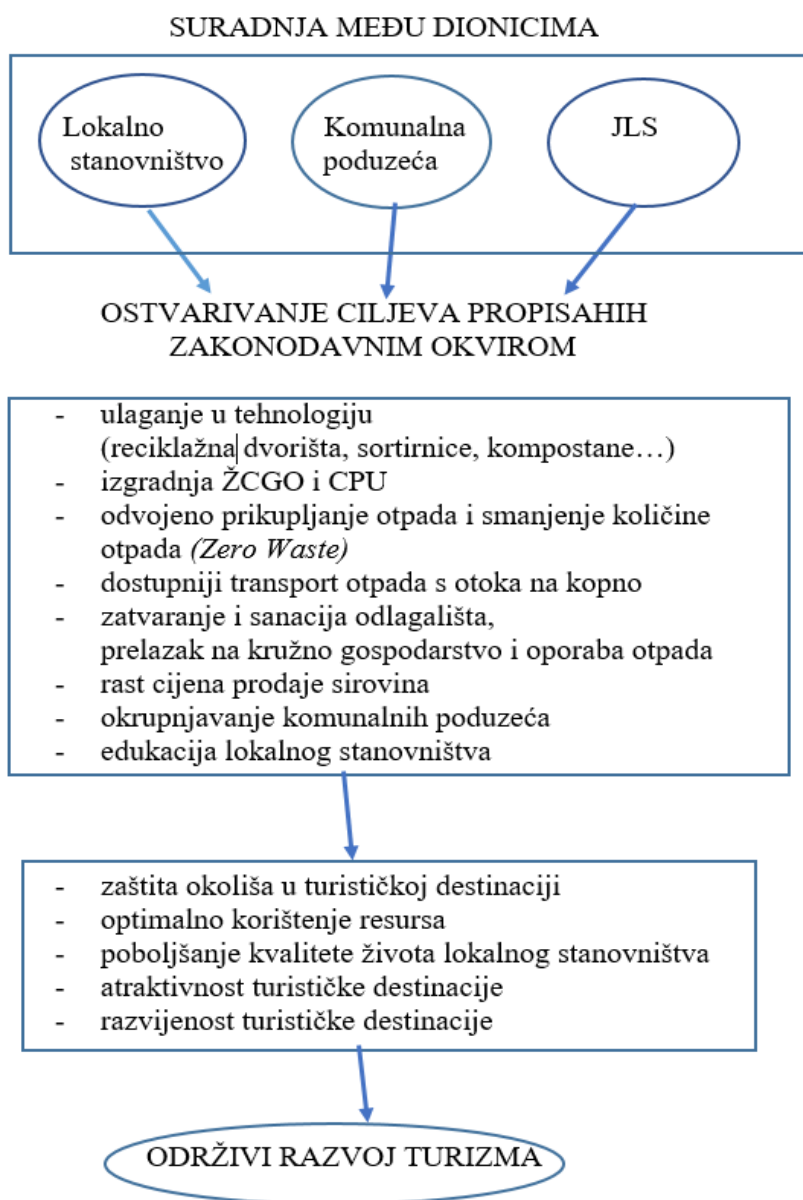 SURADNJA MEĐU DIONICIMA
Lokalno
stanovništvo
Komunalna
poduzeća
JLS
OSTVARIVANJE CILJEVA PROPISAHIH
ZAKONODAVNIM OKVIROM
- ulaganje u tehnologiju
(reciklažna dvorišta, sortirnice, kompostane…)
- izgradnja ŽCGO i CPU
- odvojeno prikupljanje otpada i smanjenje količine
otpada (Zero Waste)
- dostupniji transport otpada s otoka na kopno
- zatvaranje i sanacija odlagališta,
prelazak na kružno gospodarstvo i oporaba otpada
- rast cijena prodaje sirovina
- okrupnjavanje komunalnih poduzeća
- edukacija lokalnog stanovništva
- zaštita okoliša u turističkoj destinaciji
- optimalno korištenje resursa
- poboljšanje kvalitete života lokalnog stanovništva
- atraktivnost turističke destinacije
- razvijenost turističke destinacije
ODRŽIVI RAZVOJ TURIZMA